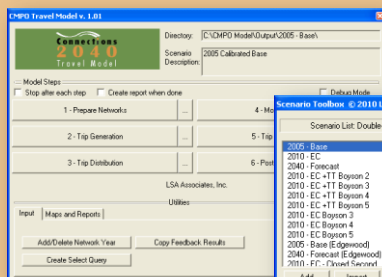 CMPO Travel Model v. 1.01
Connections
2040
Travel Model
Directory: C:\CMPO Model\Output\2005 - Base\
Scenario Description: 2005 Calibrated Base
Model Steps
Stop after each step Create report when done Debug Mode
1 - Prepare Networks ... 4 - Mo
2 - Trip Generation ... 5 - Trip
3 - Trip Distribution ... 6 - Post
LSA Associates, Inc.
Utilities
Input Maps and Reports
Add/Delete Network Year Copy Feedback Results
Create Select Query
Scenario Toolbox © 2010 L
Scenario List: Double
2005 - Base
2010 - EC
2040 - Forecast
2010 - EC +TT Boyson 2
2010 - EC +TT Boyson 3
2010 - EC +TT Boyson 4
2010 - EC +TT Boyson 5
2010 - EC Boyson 3
2010 - EC Boyson 4
2010 - EC Boyson 5
2005 - Base (Edgewood)
2040 - Forecast (Edgewood)
2010 - EC - Closed Second
Add Import